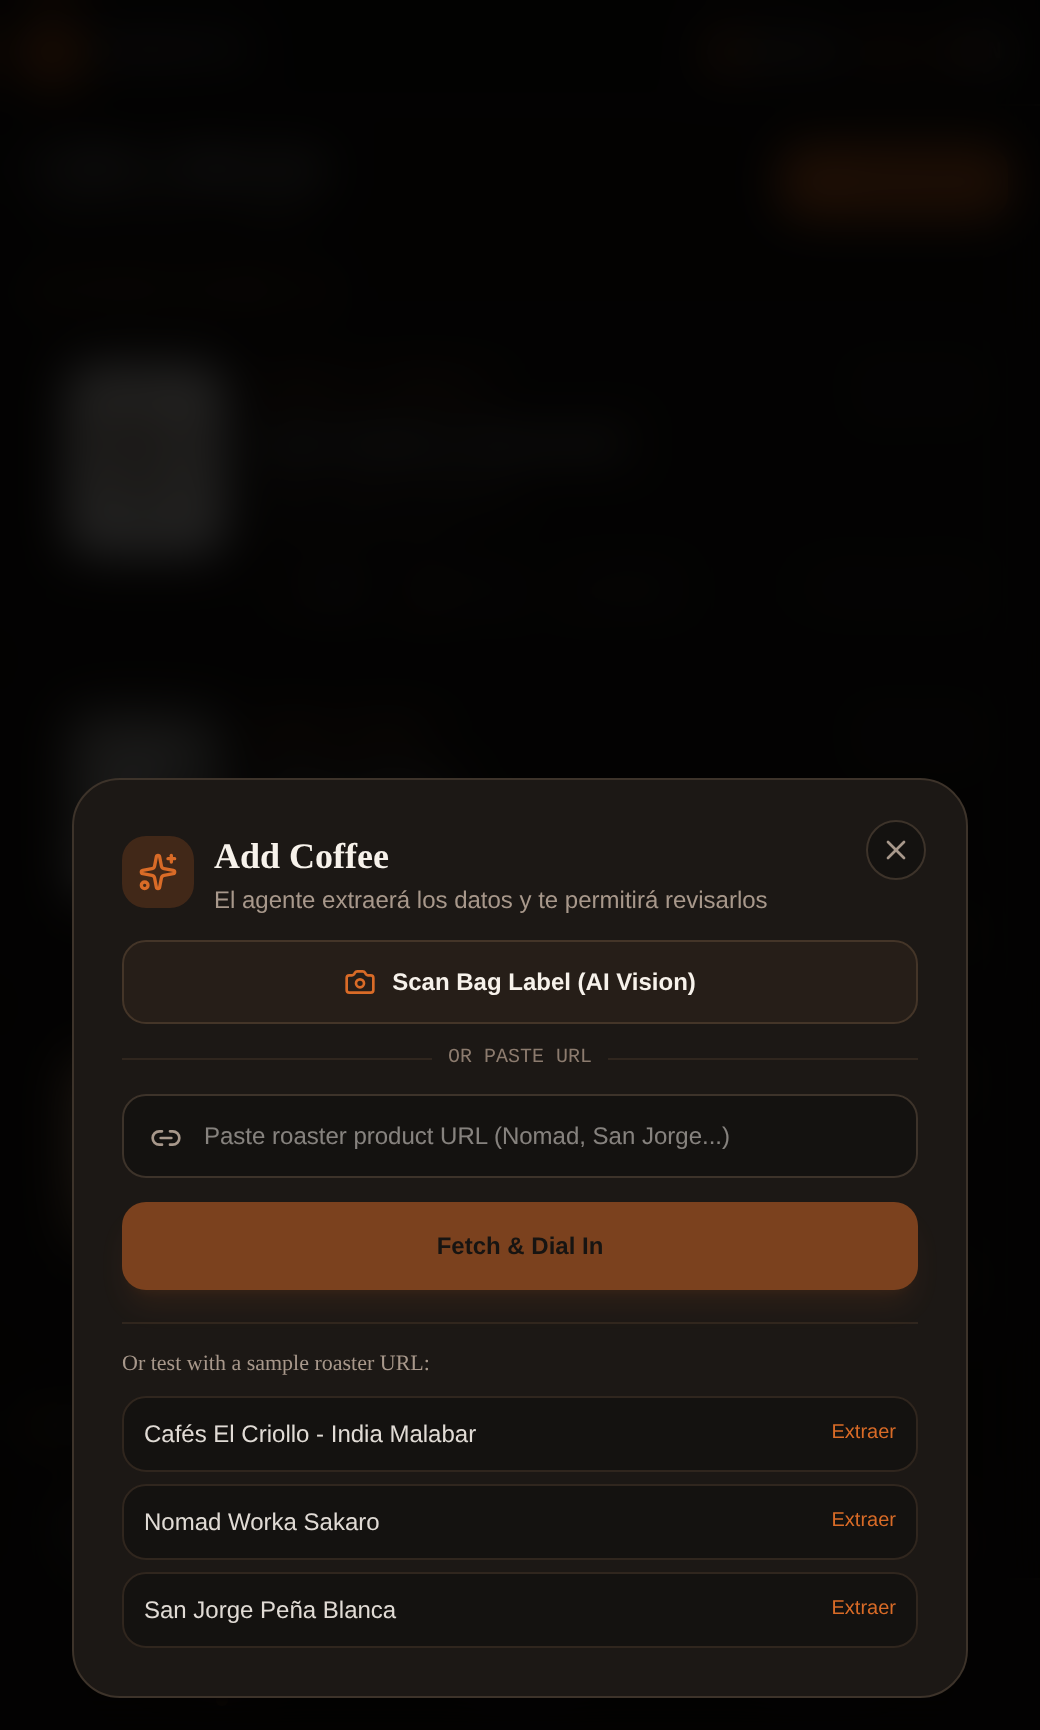 Add Coffee
El agente extraerá los datos y te permitirá revisarlos
Scan Bag Label (AI Vision)
OR PASTE URL
Paste roaster product URL (Nomad, San Jorge...)
Fetch & Dial In
Or test with a sample roaster URL:
Cafés El Criollo - India Malabar
Extraer
Nomad Worka Sakaro
Extraer
San Jorge Peña Blanca
Extraer